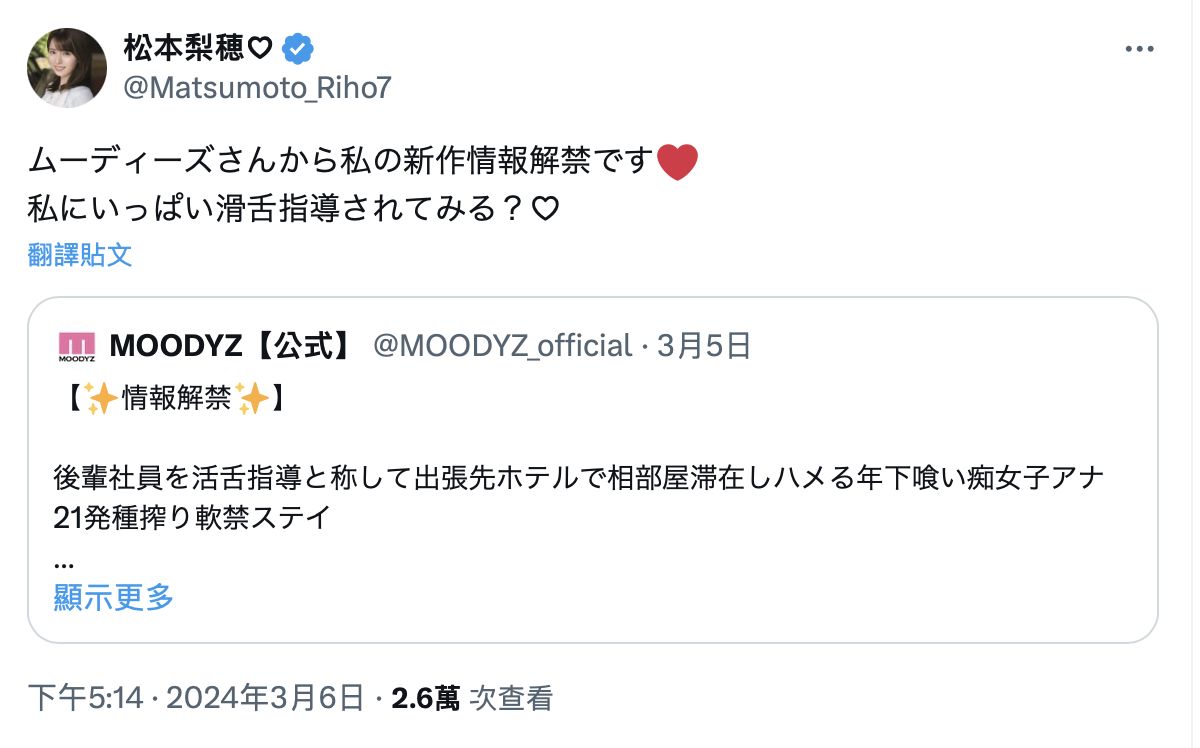 松本梨穂♡
@Matsumoto_Riho7
ムーディーズさんから私の新作情報解禁です❤️
私にいっぱい滑舌指導されてみる？♡
翻譯貼文
MOODYZ
MOODYZ【公式】 @MOODYZ_official · 3月5日
【✨情報解禁✨】
後輩社員を活舌指導と称して出張先ホテルで相部屋滞在しハメる年下喰い痴女子アナ
21発種搾り軟禁ステイ
...
顯示更多
下午5:14 · 2024年3月6日 · 2.6萬 次查看